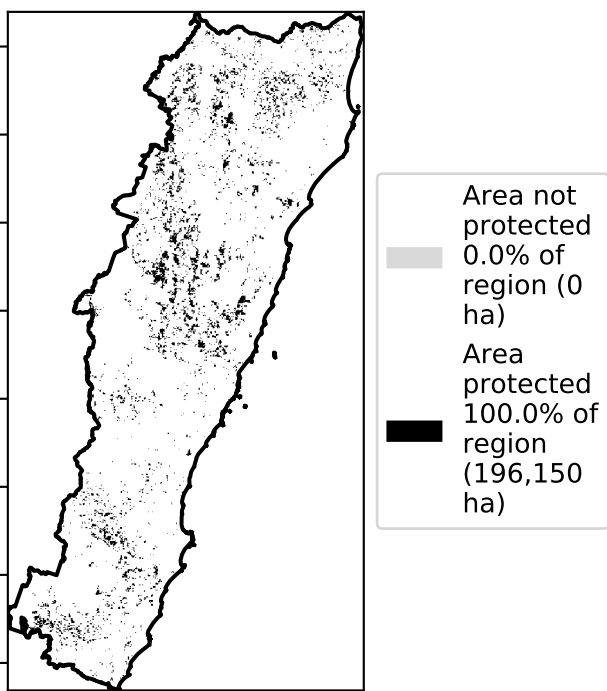 Area not
protected
0.0% of
region (0
ha)
Area
protected
100.0% of
region
(196,150
ha)